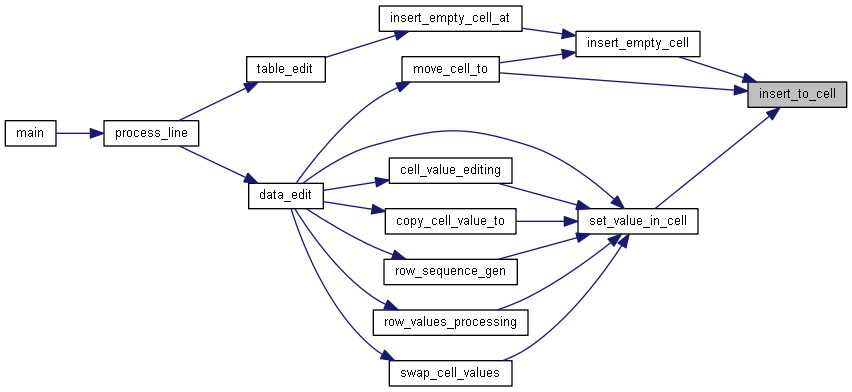 insert_empty_cell_at
insert_empty_cell
table_edit
move_cell_to
insert_to_cell
main
process_line
cell_value_editing
data_edit
copy_cell_value_to
set_value_in_cell
row_sequence_gen
row_values_processing
swap_cell_values